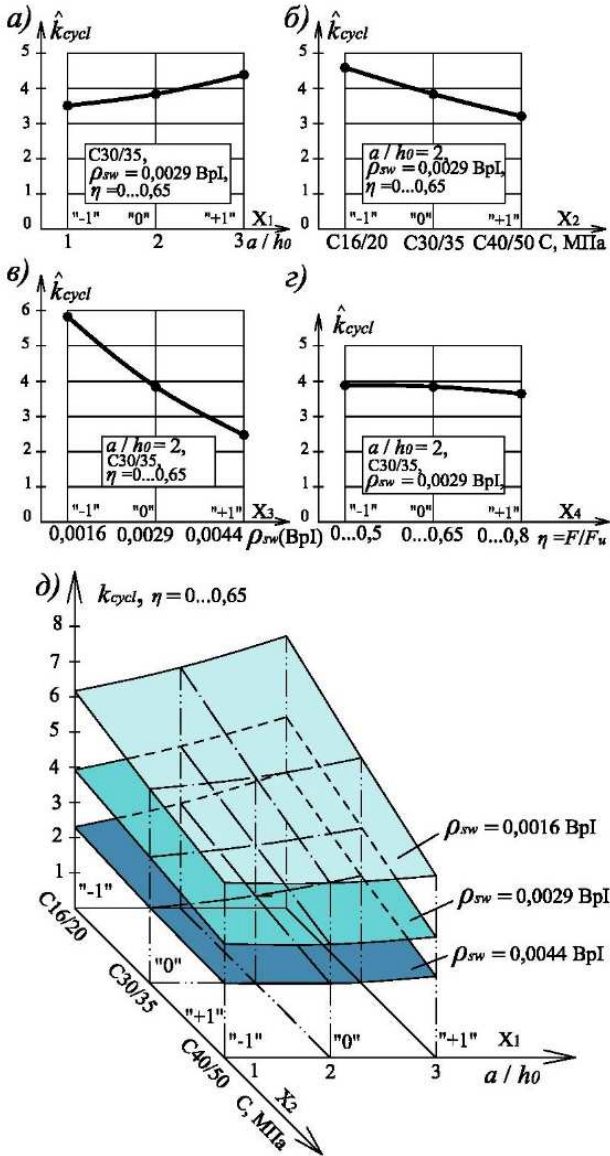 а) k̂cycl
5
4
3
2
1
0
C30/35,
ρsw = 0,0029 BpI,
η = 0...0,65
"-1" "0" "+1" X1
1 2 3 a / h0
б) k̂cycl
5
4
3
2
1
0
a / h0 = 2,
ρsw = 0,0029 BpI,
η = 0...0,65
"-1" "0" "+1" X2
C16/20 C30/35 C40/50 C, МПа
в) k̂cycl
6
5
4
3
2
1
0
a / h0 = 2,
C30/35,
η = 0...0,65
"-1" "0" "+1" X3
0,0016 0,0029 0,0044 ρsw(BpI)
г) k̂cycl
5
4
3
2
1
0
a / h0 = 2,
C30/35,
ρsw = 0,0029 BpI,
"-1" "0" "+1" X4
0...0,5 0...0,65 0...0,8 η =F/Fu
д) kcycl, η = 0...0,65
8
7
6
5
4
3
2
1
ρsw = 0,0016 BpI
ρsw = 0,0029 BpI
ρsw = 0,0044 BpI
"-1"
C16/20
"0"
C30/35
"+1"
C40/50
X2
C, МПа
"-1" "0" "+1" X1
1 2 3 a / h0